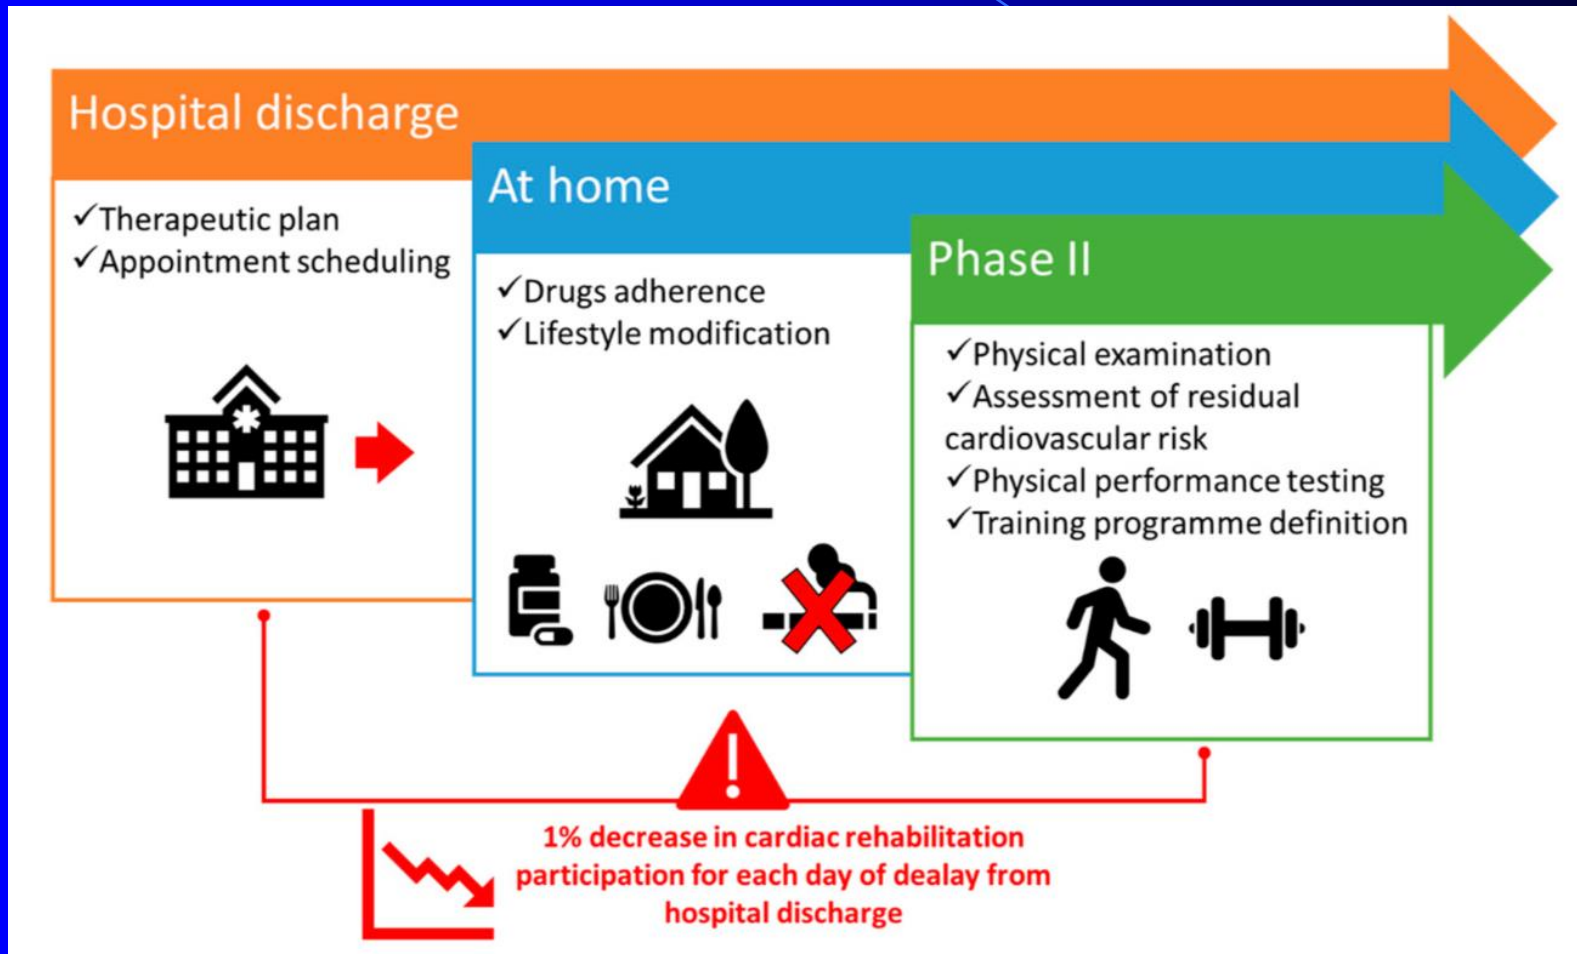 Hospital discharge
✓Therapeutic plan
✓Appointment scheduling
At home
✓Drugs adherence
✓Lifestyle modification
Phase II
✓Physical examination
✓Assessment of residual
cardiovascular risk
✓Physical performance testing
✓Training programme definition
1% decrease in cardiac rehabilitation
participation for each day of dealay from
hospital discharge